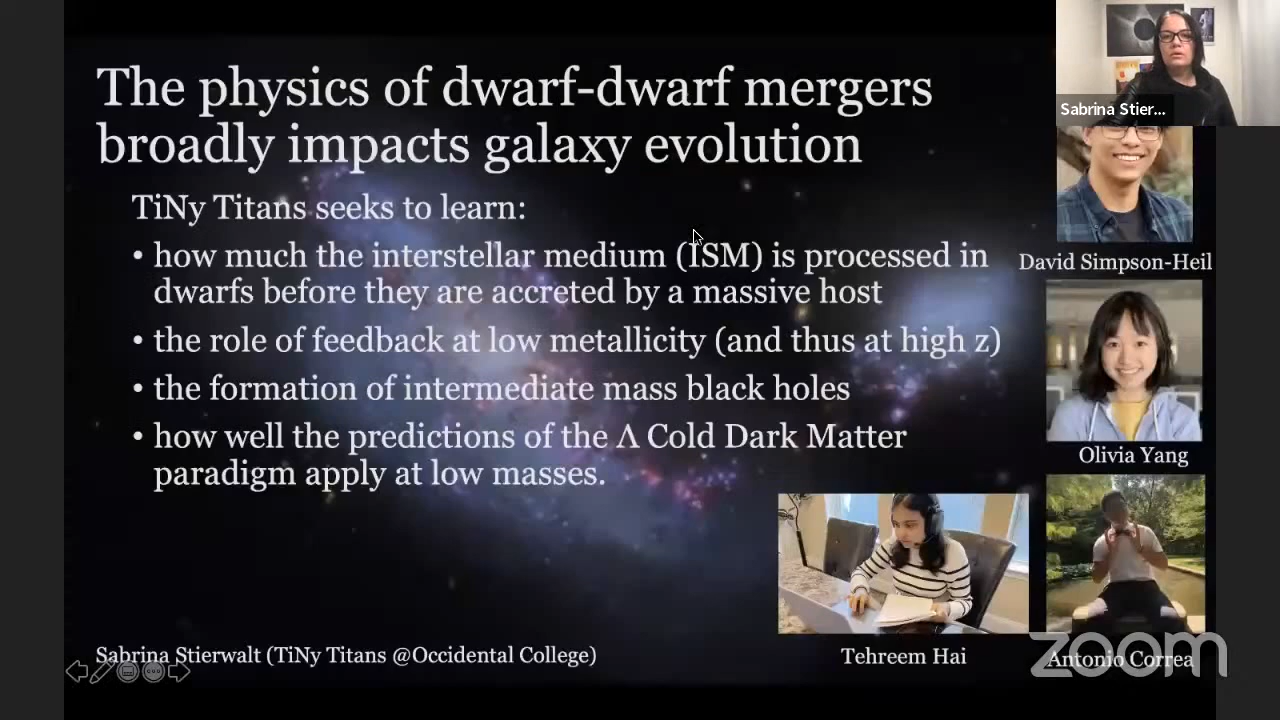 The physics of dwarf-dwarf mergers
broadly impacts galaxy evolution
TiNy Titans seeks to learn:
• how much the interstellar medium (ISM) is processed in
dwarfs before they are accreted by a massive host
• the role of feedback at low metallicity (and thus at high z)
• the formation of intermediate mass black holes
• how well the predictions of the Λ Cold Dark Matter
paradigm apply at low masses.
Sabrina Stier...
David Simpson-Heil
Olivia Yang
Tehreem Hai
Antonio Correa
Sabrina Stierwalt (TiNy Titans @Occidental College)
zoom